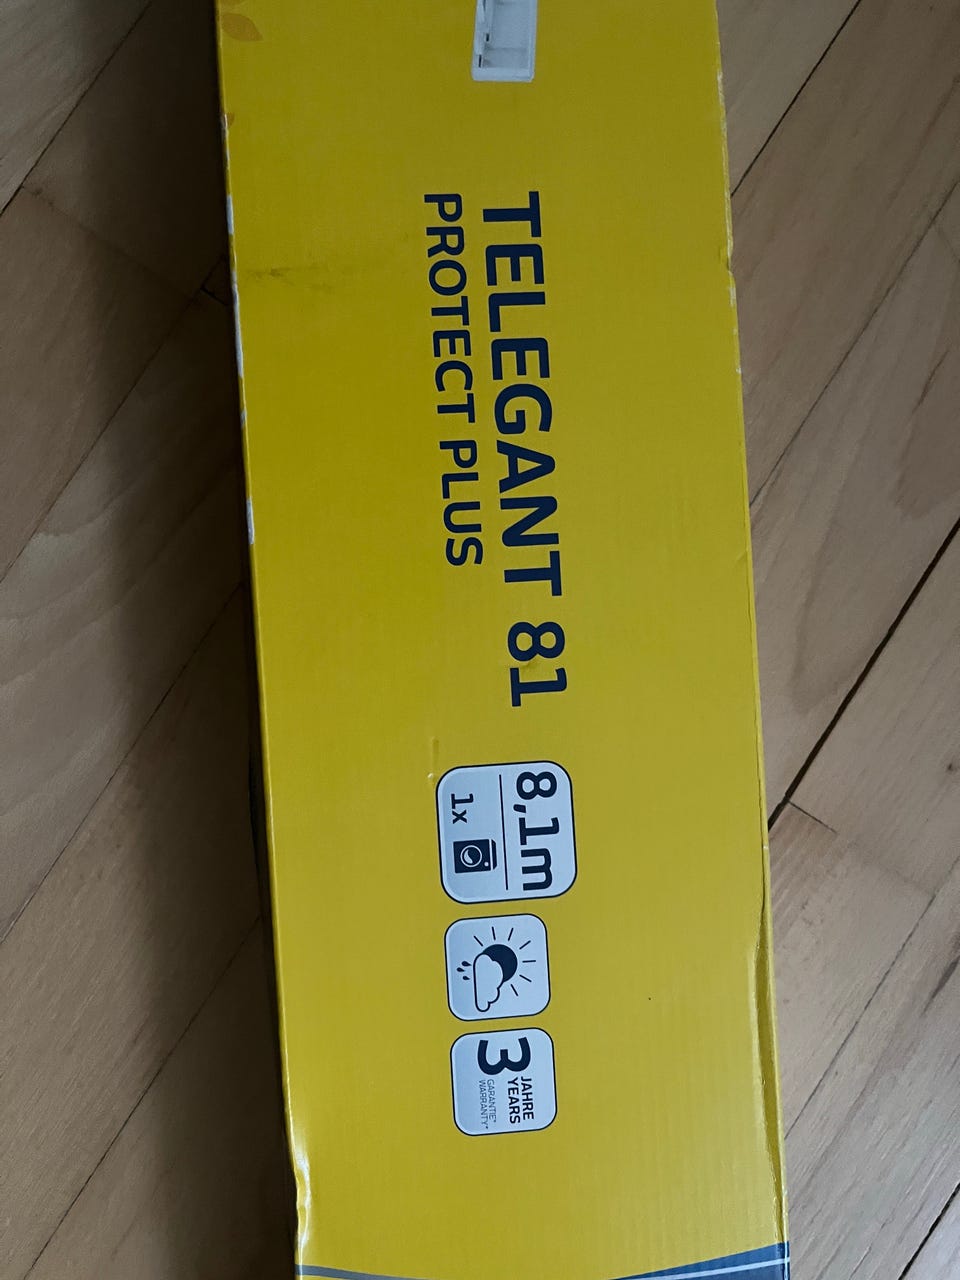 TELEGANT 81
PROTECT PLUS
8,1m
1x
3 JAHRE
YEARS
GARANTIE*
WARRANTY*